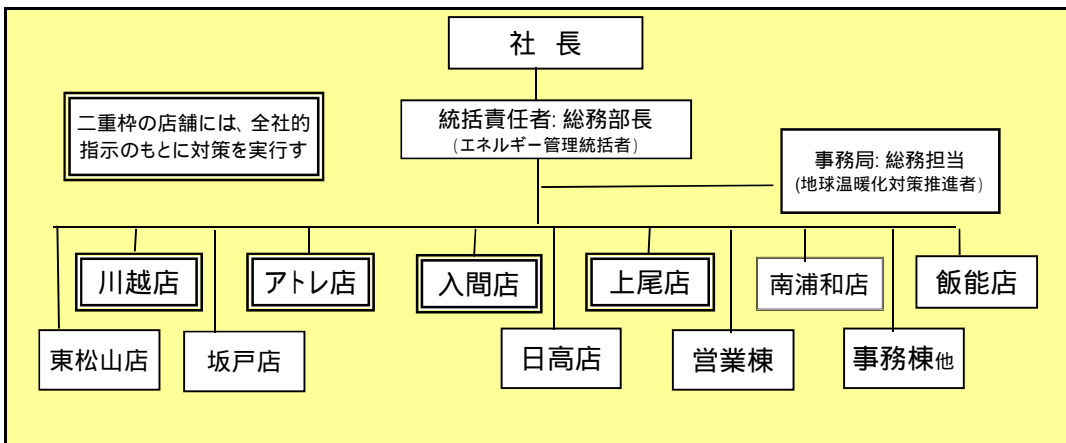 社 長
統括責任者: 総務部長
(エネルギー管理統括者)
二重枠の店舗には、全社的
指示のもとに対策を実行す
事務局: 総務担当
(地球温暖化対策推進者)
川越店
アトレ店
入間店
上尾店
南浦和店
飯能店
東松山店
坂戸店
日高店
営業棟
事務棟他